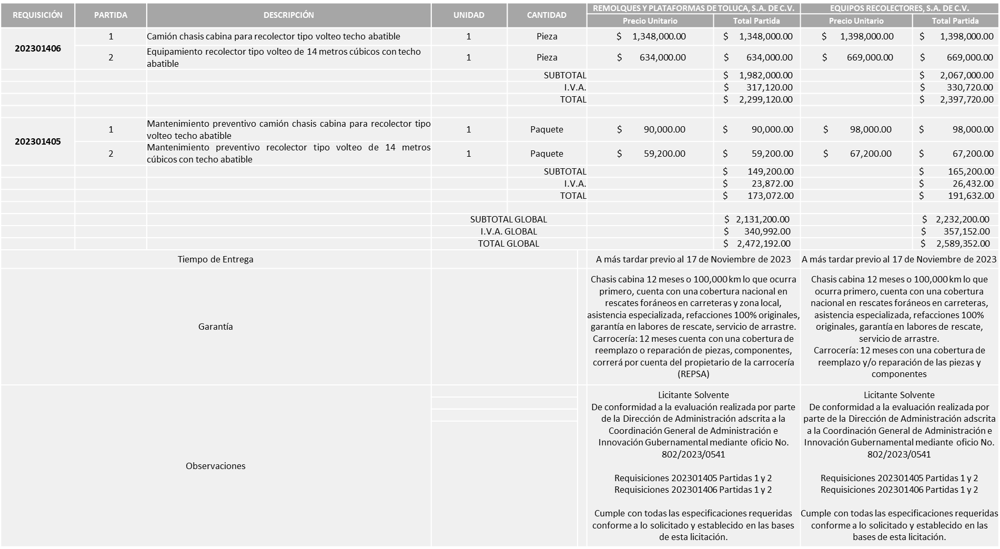 REQUISICIÓN PARTIDA DESCRIPCIÓN UNIDAD CANTIDAD REMOLQUES Y PLATAFORMAS DE TOLUCA, S.A. DE C.V. EQUIPOS RECOLECTORES, S.A. DE C.V.
Precio Unitario Total Partida Precio Unitario Total Partida
202301406
1 Camión chasis cabina para recolector tipo volteo techo abatible 1 Pieza $ 1,348,000.00 $ 1,348,000.00 $ 1,398,000.00 $ 1,398,000.00
2 Equipamiento recolector tipo volteo de 14 metros cúbicos con techo
abatible 1 Pieza $ 634,000.00 $ 634,000.00 $ 669,000.00 $ 669,000.00
SUBTOTAL $ 1,982,000.00 $ 2,067,000.00
I.V.A. $ 317,120.00 $ 330,720.00
TOTAL $ 2,299,120.00 $ 2,397,720.00
202301405
1 Mantenimiento preventivo camión chasis cabina para recolector tipo
volteo techo abatible 1 Paquete $ 90,000.00 $ 90,000.00 $ 98,000.00 $ 98,000.00
2 Mantenimiento preventivo recolector tipo volteo de 14 metros
cúbicos con techo abatible 1 Paquete $ 59,200.00 $ 59,200.00 $ 67,200.00 $ 67,200.00
SUBTOTAL $ 149,200.00 $ 165,200.00
I.V.A. $ 23,872.00 $ 26,432.00
TOTAL $ 173,072.00 $ 191,632.00
SUBTOTAL GLOBAL $ 2,131,200.00 $ 2,232,200.00
I.V.A. GLOBAL $ 340,992.00 $ 357,152.00
TOTAL GLOBAL $ 2,472,192.00 $ 2,589,352.00
Tiempo de Entrega A más tardar previo al 17 de Noviembre de 2023 A más tardar previo al 17 de Noviembre de 2023
Garantía
Chasis cabina 12 meses o 100,000 km lo que ocurra
primero, cuenta con una cobertura nacional en
rescates foráneos en carreteras y zona local,
asistencia especializada, refacciones 100% originales,
garantía en labores de rescate, servicio de arrastre.
Carrocería: 12 meses cuenta con una cobertura de
reemplazo o reparación de piezas, componentes,
correrá por cuenta del propietario de la carrocería
(REPSA)
Chasis cabina 12 meses o 100,000 km lo que
ocurra primero, cuenta con una cobertura
nacional en rescates foráneos en carreteras,
asistencia especializada, refacciones 100%
originales, garantía en labores de rescate,
servicio de arrastre.
Carrocería: 12 meses con una cobertura de
reemplazo y/o reparación de las piezas y
componentes
Observaciones
Licitante Solvente
De conformidad a la evaluación realizada por parte
de la Dirección de Administración adscrita a la
Coordinación General de Administración e
Innovación Gubernamental mediante oficio No.
802/2023/0541
Requisiciones 202301405 Partidas 1 y 2
Requisiciones 202301406 Partidas 1 y 2
Cumple con todas las especificaciones requeridas
conforme a lo solicitado y establecido en las bases
de esta licitación.
Licitante Solvente
De conformidad a la evaluación realizada por
parte de la Dirección de Administración adscrita
a la Coordinación General de Administración e
Innovación Gubernamental mediante oficio No.
802/2023/0541
Requisiciones 202301405 Partidas 1 y 2
Requisiciones 202301406 Partidas 1 y 2
Cumple con todas las especificaciones requeridas
conforme a lo solicitado y establecido en las
bases de esta licitación.